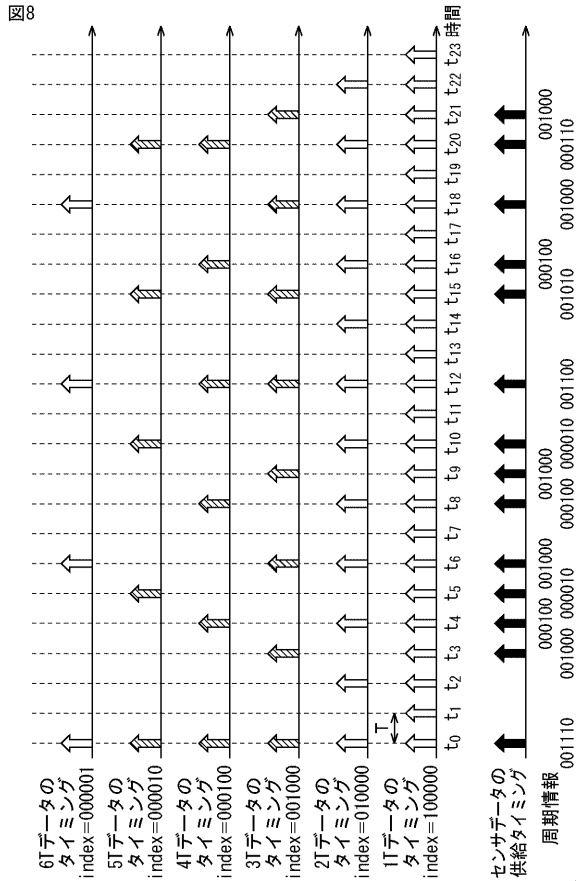 図8
6Tデータの
タイミング
index=000001
5Tデータの
タイミング
index=000010
4Tデータの
タイミング
index=000100
3Tデータの
タイミング
index=001000
2Tデータの
タイミング
index=010000
1Tデータの
タイミング
index=100000
T
t0 t1 t2 t3 t4 t5 t6 t7 t8 t9 t10 t11 t12 t13 t14 t15 t16 t17 t18 t19 t20 t21 t22 t23 時間
センサデータの
供給タイミング
周期情報
000100 001000 001000 000100 001000
001110 001000 000010 000100 000010 001100 001010 001000 000110